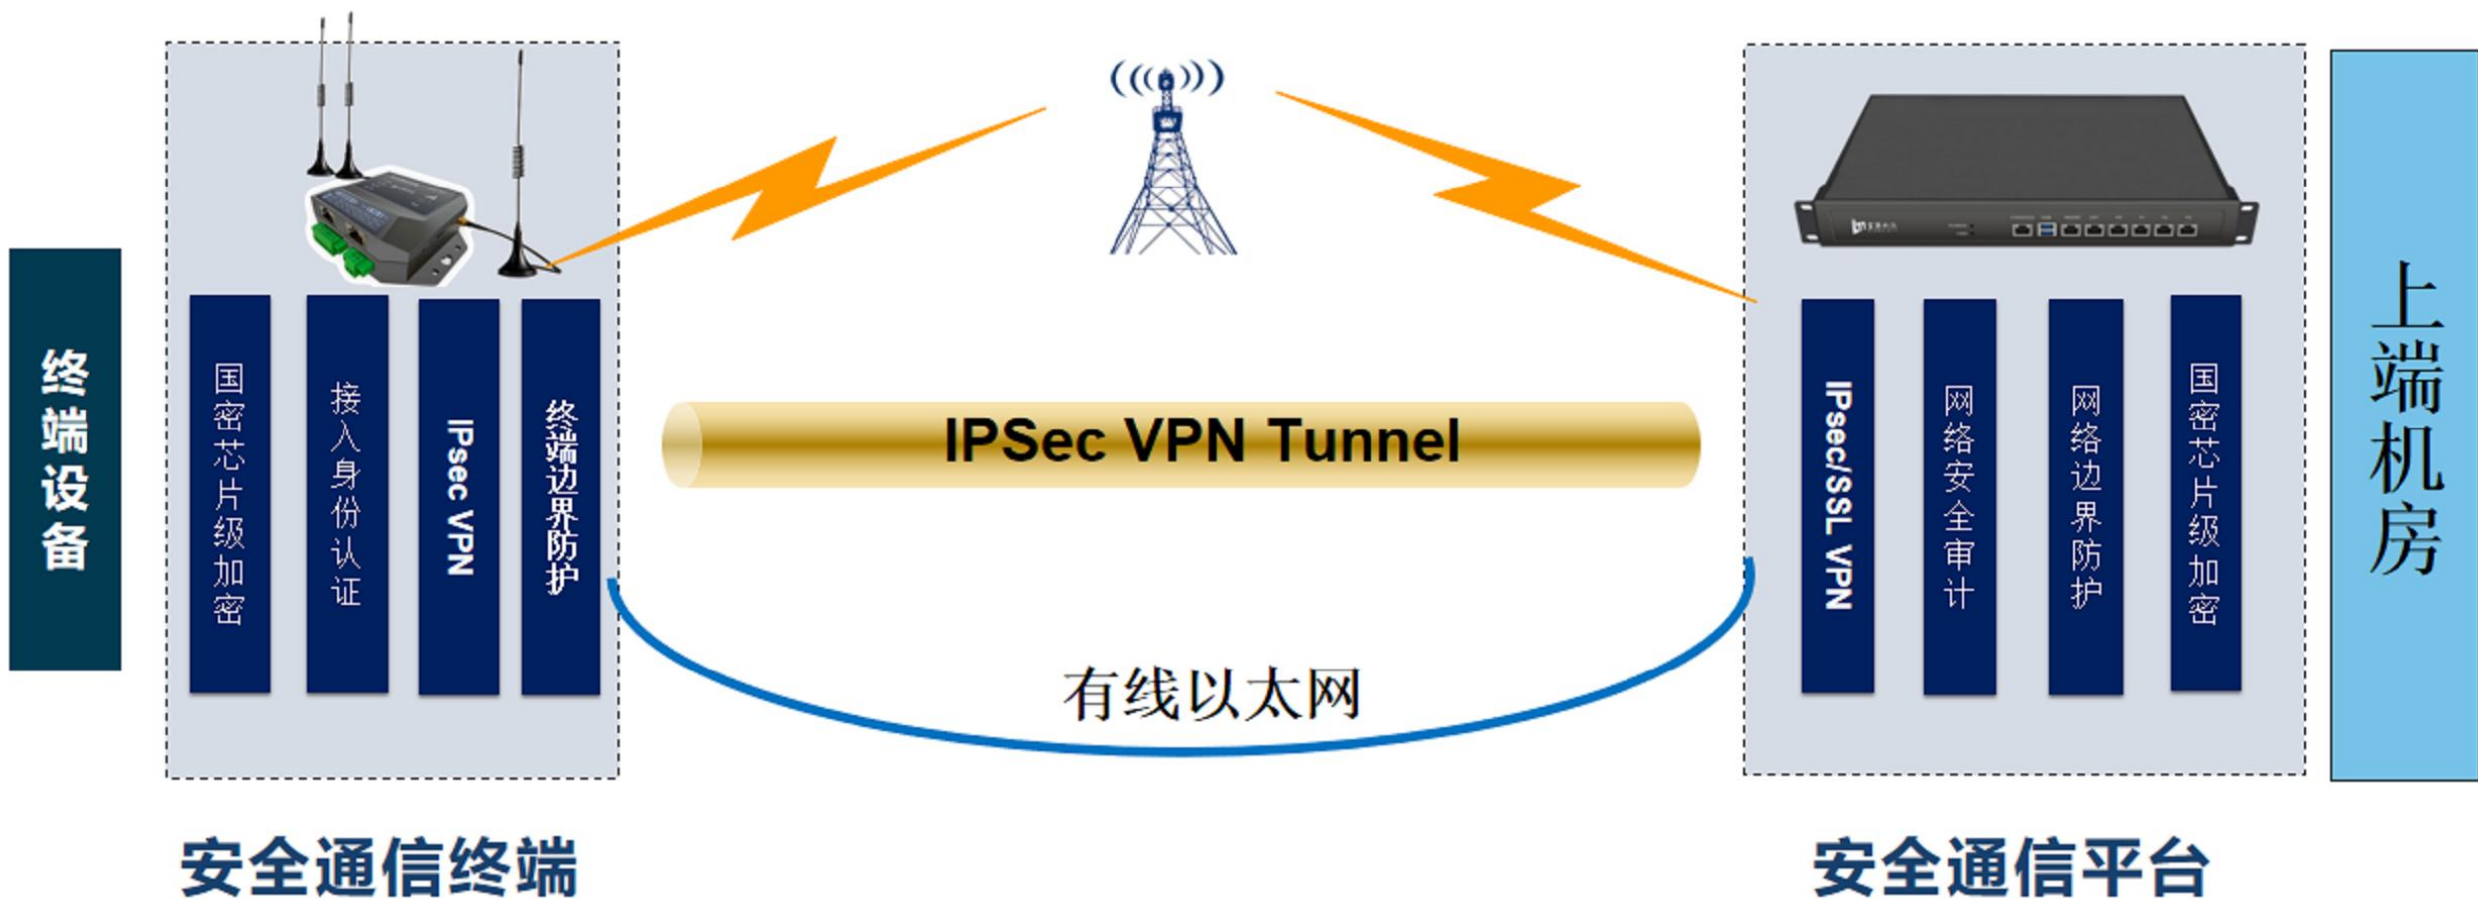 终端设备
国密芯片级加密
接入身份认证
IPsec VPN
终端边界防护
安全通信终端
IPSec VPN Tunnel
有线以太网
IPsec/SSL VPN
网络安全审计
网络边界防护
国密芯片级加密
安全通信平台
上端机房